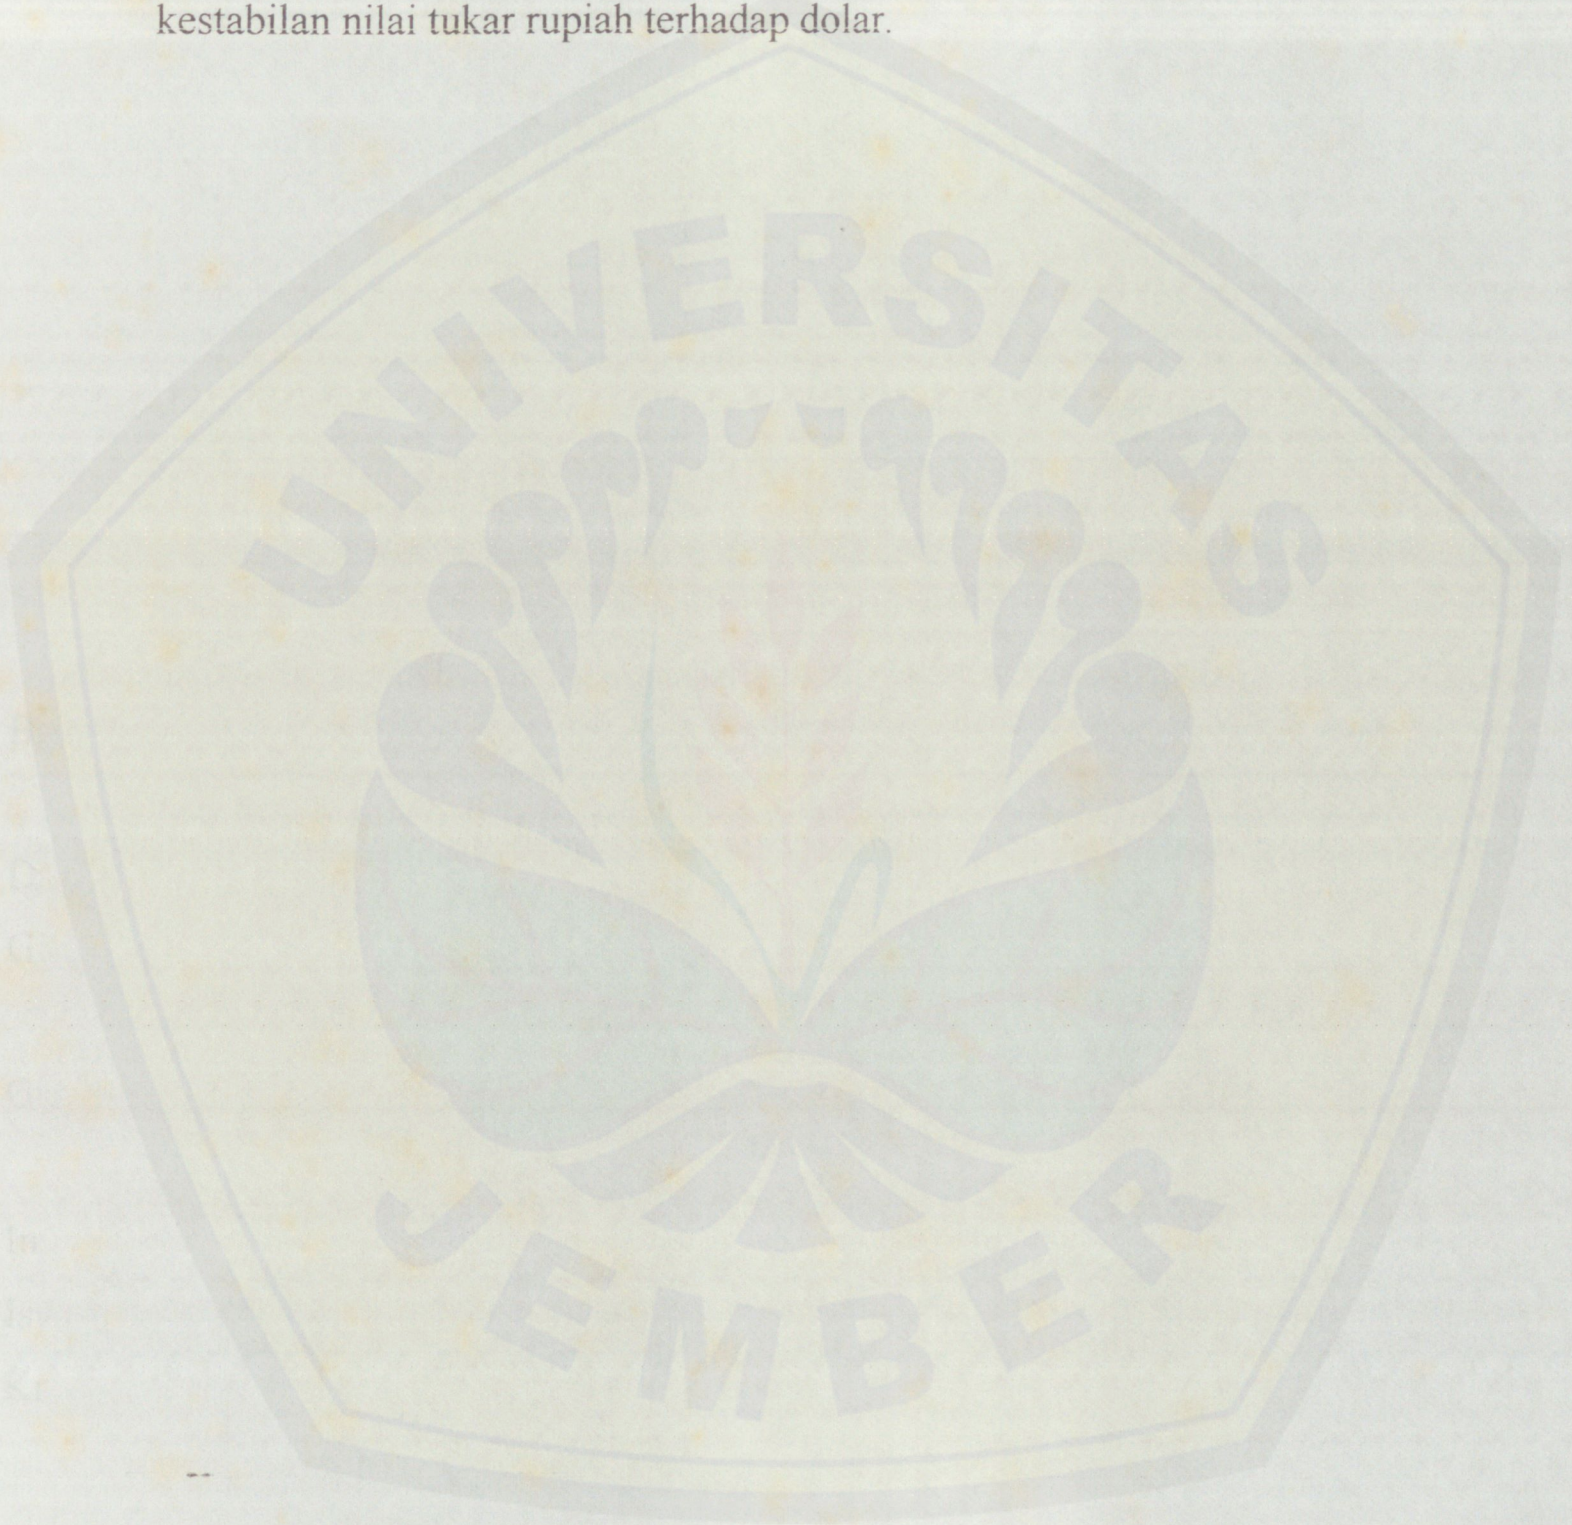 kestabilan nilai tukar rupiah terhadap dolar.
UNIVERSITAS
JEMBER
--